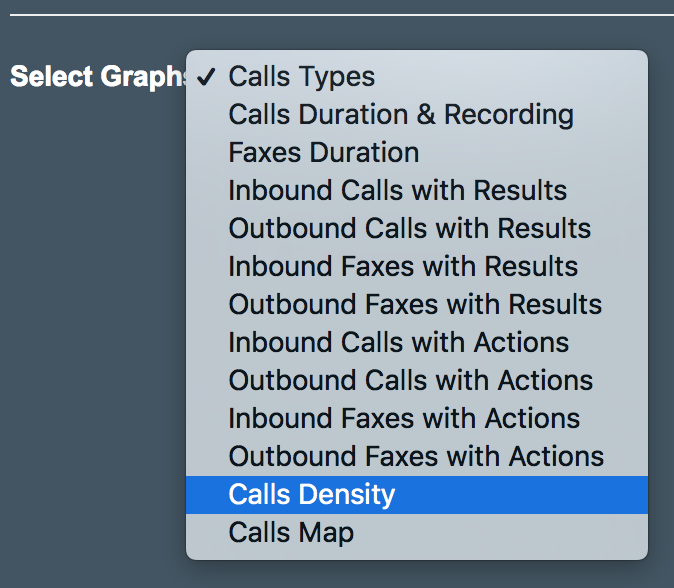 Select Graphs
Calls Types
Calls Duration & Recording
Faxes Duration
Inbound Calls with Results
Outbound Calls with Results
Inbound Faxes with Results
Outbound Faxes with Results
Inbound Calls with Actions
Outbound Calls with Actions
Inbound Faxes with Actions
Outbound Faxes with Actions
Calls Density
Calls Map